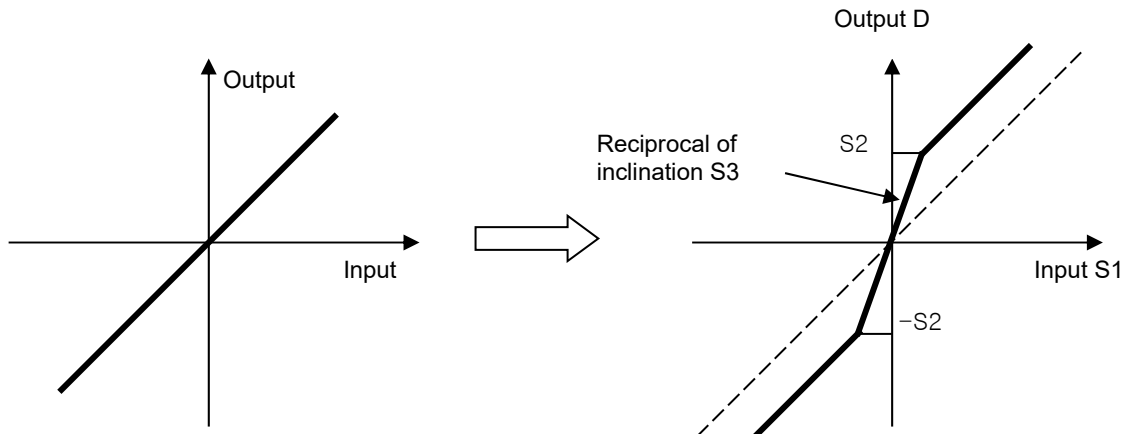 Output
Input
Output D
S2
Reciprocal of
inclination S3
Input S1
−S2